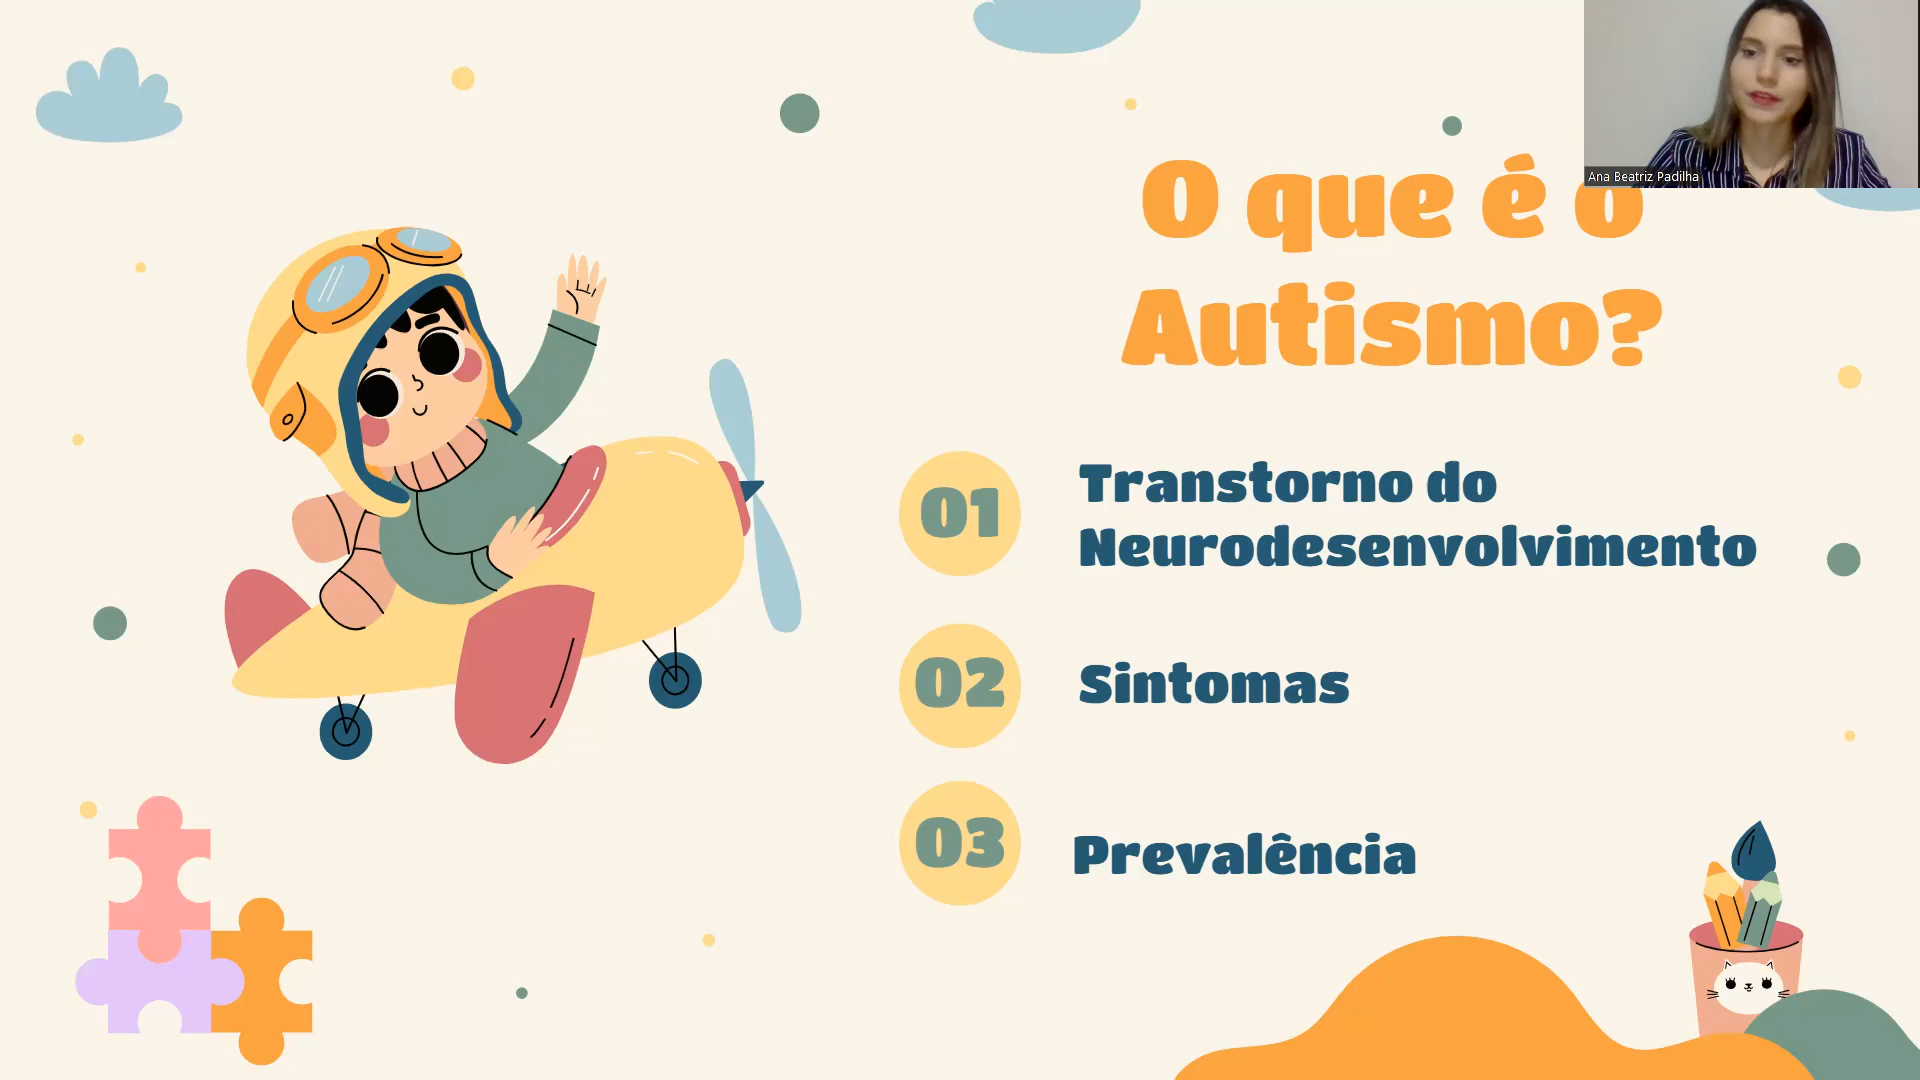 Ana Beatriz Padilha
O que é o
Autismo?
01
Transtorno do
Neurodesenvolvimento
02
Sintomas
03
Prevalência